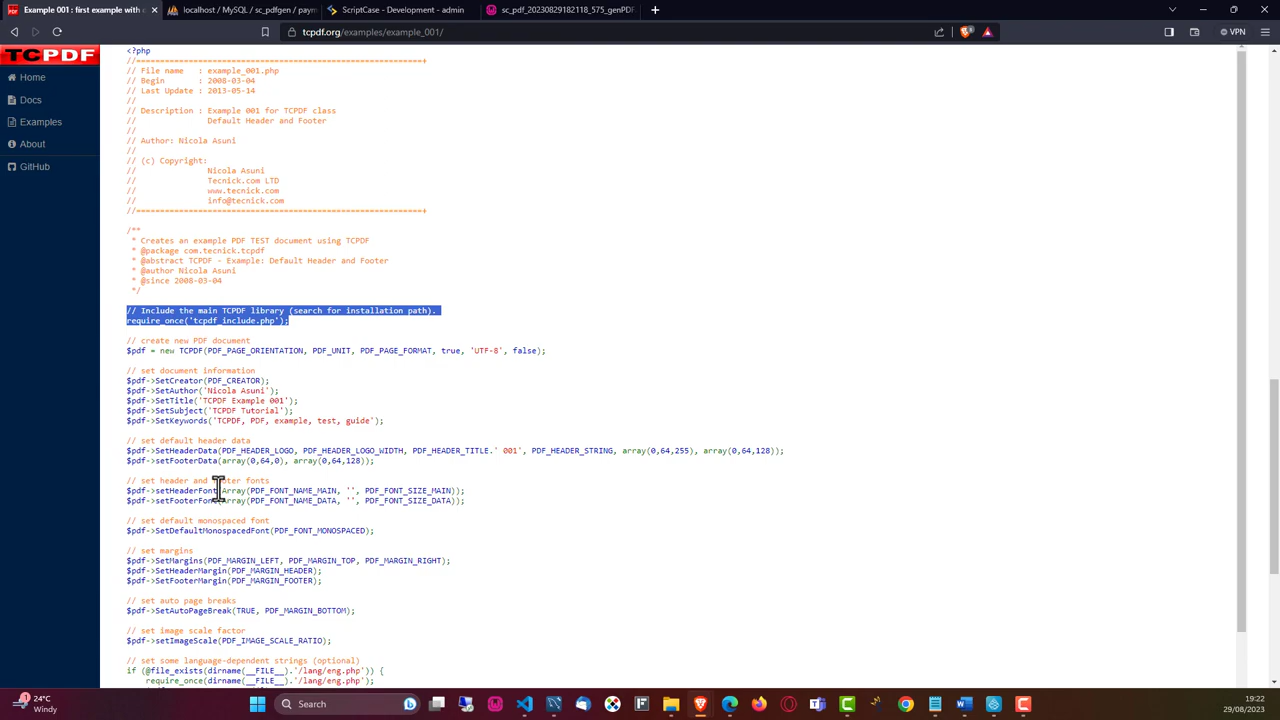 Example 001 : first example with
localhost / MySQL / sc_pdfgen / paym
ScriptCase - Development - admin
sc_pdf_20230829182118_575_genPDF
tcpdf.org/examples/example_001/
VPN
TCPDF
Home
Docs
Examples
About
GitHub
<?php
//============================================================+
// File name   : example_001.php
// Begin       : 2008-03-04
// Last Update : 2013-05-14
//
// Description : Example 001 for TCPDF class
//               Default Header and Footer
//
// Author: Nicola Asuni
//
// (c) Copyright:
//               Nicola Asuni
//               Tecnick.com LTD
//               www.tecnick.com
//               info@tecnick.com
//============================================================+
/**
 * Creates an example PDF TEST document using TCPDF
 * @package com.tecnick.tcpdf
 * @abstract TCPDF - Example: Default Header and Footer
 * @author Nicola Asuni
 * @since 2008-03-04
 */
// Include the main TCPDF library (search for installation path).
require_once('tcpdf_include.php');
// create new PDF document
$pdf = new TCPDF(PDF_PAGE_ORIENTATION, PDF_UNIT, PDF_PAGE_FORMAT, true, 'UTF-8', false);
// set document information
$pdf->SetCreator(PDF_CREATOR);
$pdf->SetAuthor('Nicola Asuni');
$pdf->SetTitle('TCPDF Example 001');
$pdf->SetSubject('TCPDF Tutorial');
$pdf->SetKeywords('TCPDF, PDF, example, test, guide');
// set default header data
$pdf->SetHeaderData(PDF_HEADER_LOGO, PDF_HEADER_LOGO_WIDTH, PDF_HEADER_TITLE.' 001', PDF_HEADER_STRING, array(0,64,255), array(0,64,128));
$pdf->setFooterData(array(0,64,0), array(0,64,128));
// set header and footer fonts
$pdf->setHeaderFont(Array(PDF_FONT_NAME_MAIN, '', PDF_FONT_SIZE_MAIN));
$pdf->setFooterFont(Array(PDF_FONT_NAME_DATA, '', PDF_FONT_SIZE_DATA));
// set default monospaced font
$pdf->SetDefaultMonospacedFont(PDF_FONT_MONOSPACED);
// set margins
$pdf->SetMargins(PDF_MARGIN_LEFT, PDF_MARGIN_TOP, PDF_MARGIN_RIGHT);
$pdf->SetHeaderMargin(PDF_MARGIN_HEADER);
$pdf->SetFooterMargin(PDF_MARGIN_FOOTER);
// set auto page breaks
$pdf->SetAutoPageBreak(TRUE, PDF_MARGIN_BOTTOM);
// set image scale factor
$pdf->setImageScale(PDF_IMAGE_SCALE_RATIO);
// set some language-dependent strings (optional)
if (@file_exists(dirname(__FILE__).'/lang/eng.php')) {
    require_once(dirname(__FILE__).'/lang/eng.php');
24°C
Windy
Search
19:22
29/08/2023